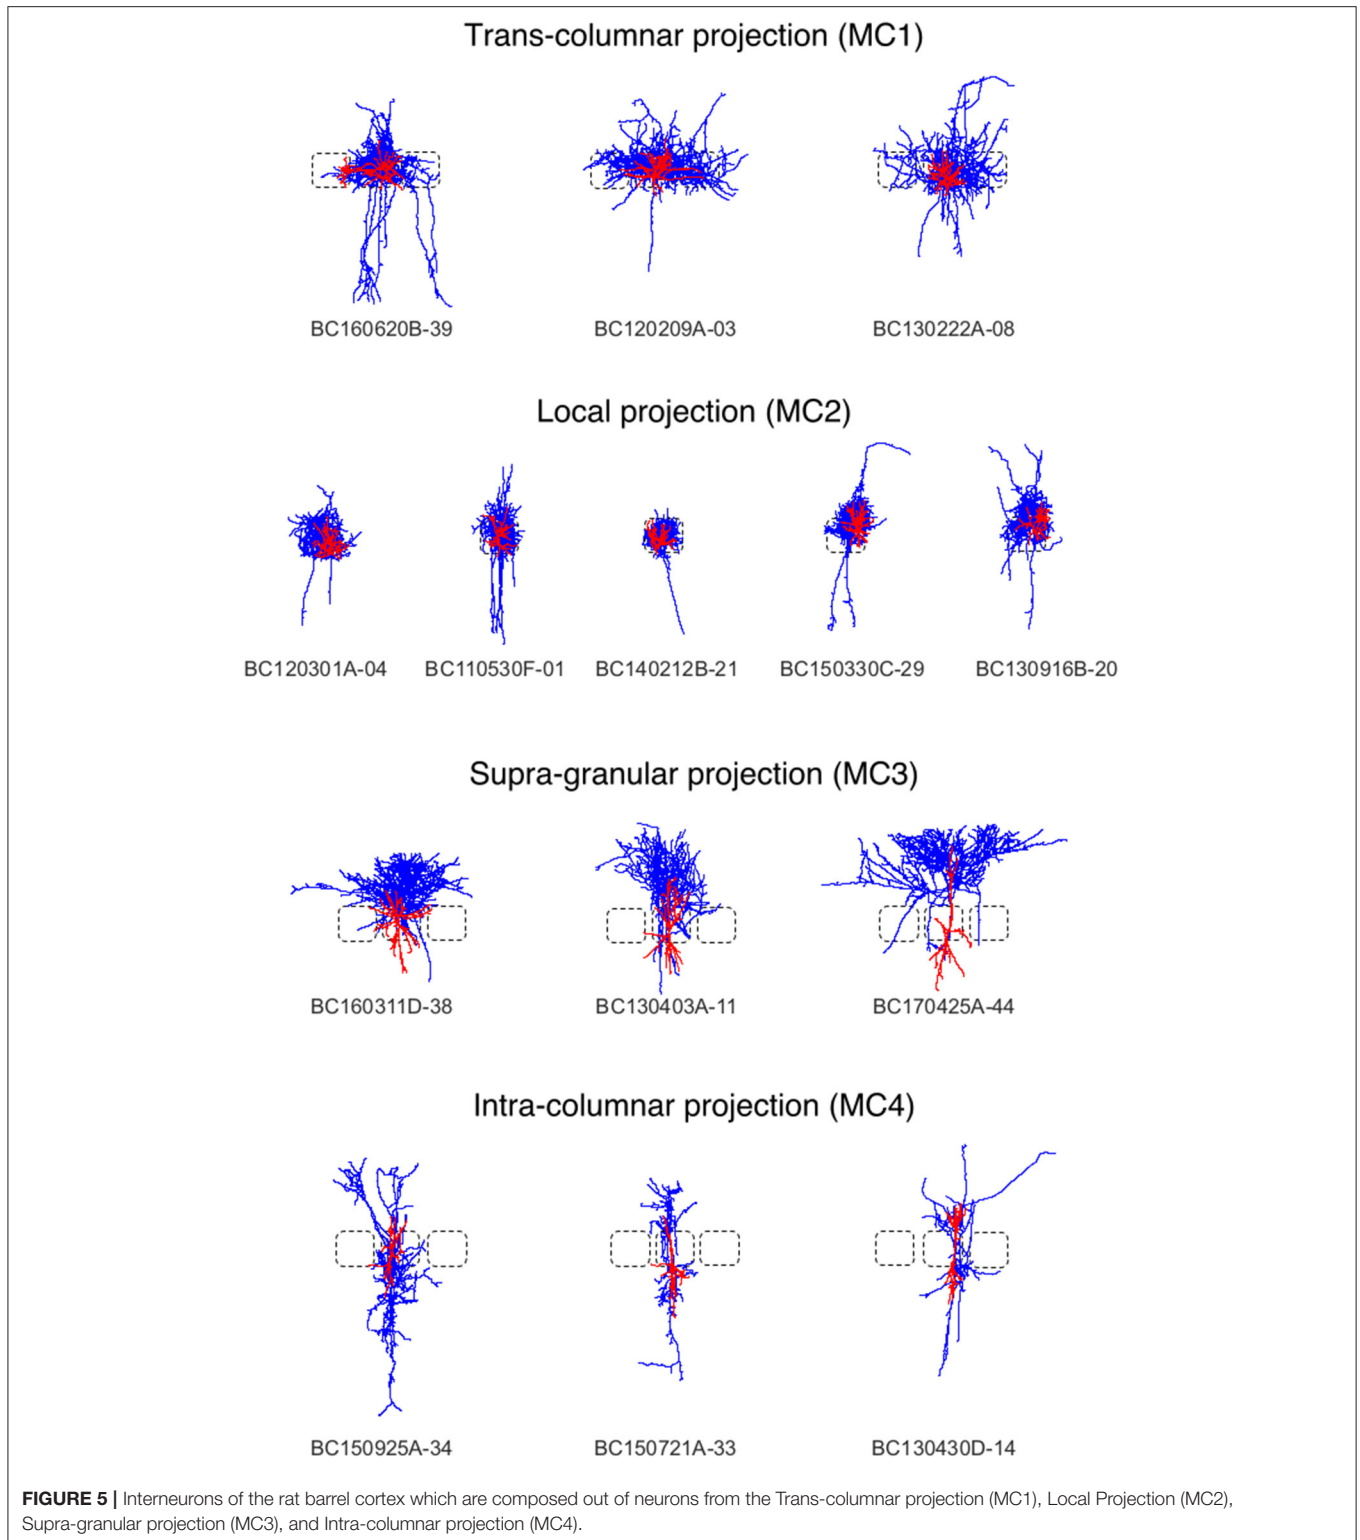 Trans-columnar projection (MC1)
BC160620B-39 BC120209A-03 BC130222A-08
Local projection (MC2)
BC120301A-04 BC110530F-01 BC140212B-21 BC150330C-29 BC130916B-20
Supra-granular projection (MC3)
BC160311D-38 BC130403A-11 BC170425A-44
Intra-columnar projection (MC4)
BC150925A-34 BC150721A-33 BC130430D-14
FIGURE 5 | Interneurons of the rat barrel cortex which are composed out of neurons from the Trans-columnar projection (MC1), Local Projection (MC2),
Supra-granular projection (MC3), and Intra-columnar projection (MC4).